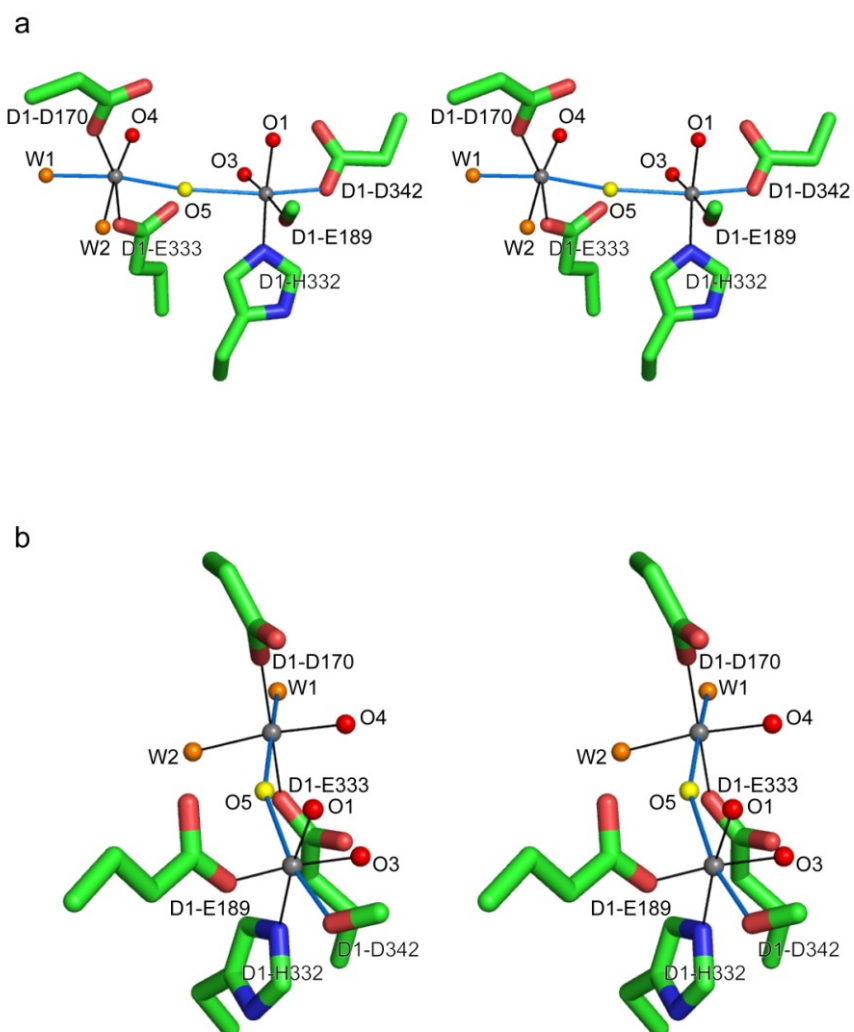 a
D1-D170 O4 O1 D1-D170 O4 O1
W1 O3 W1 O3
O5 D1-D342 O5 D1-D342
W2 D1-E333 D1-E189 W2 D1-E333 D1-E189
D1-H332 D1-H332
b
D1-D170 D1-D170
W1 W1
O4 O4
W2 W2
D1-E333 D1-E333
O5 O1 O5 O1
O3 O3
D1-E189 D1-E189
D1-D342 D1-D342
D1-H332 D1-H332